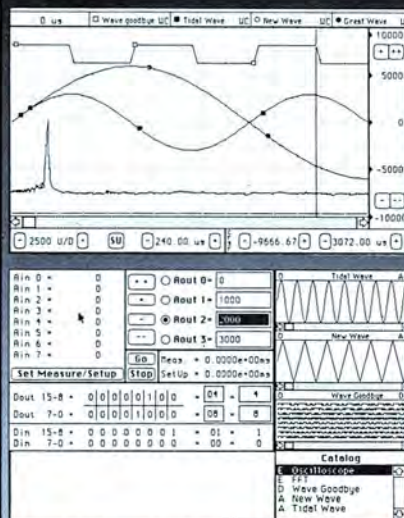 0 us □ Wave goodbye UC ■ Tidal Wave UC ○ New Wave UC ● Great Wave U
10000
+ ++
5000
0
-5000
- --
-10000
- 2500 U/D + SU - 240.00 us + - -9666.67 + - 3072.00 us +
Ain 0 = 0
Ain 1 = 0
Ain 2 = 0
Ain 3 = 0
Ain 4 = 0
Ain 5 = 0
Ain 6 = 0
Ain 7 = 0
++ Aout 0= 0
+ Aout 1= 1000
- Aout 2= 2000
-- Aout 3= 3000
Go Meas. = 0.0000e+00ms
Set Measure/Setup Stop SetUp = 0.0000e+00ms
Dout 15-8 = 0 0 0 0 0 1 0 0 = 04 = 4
Dout 7-0 = 0 0 0 0 1 0 0 0 = 08 = 8
Din 15-8 = 0 0 0 0 0 0 0 1 = 01 = 1
Din 7-0 = 0 0 0 0 0 0 0 0 = 00 = 0
0 Tidal Wave A
0 New Wave A
0 Wave Goodbye D
Catalog
E Oscilloscope
E FFT
D Wave Goodbye
A New Wave
A Tidal Wave